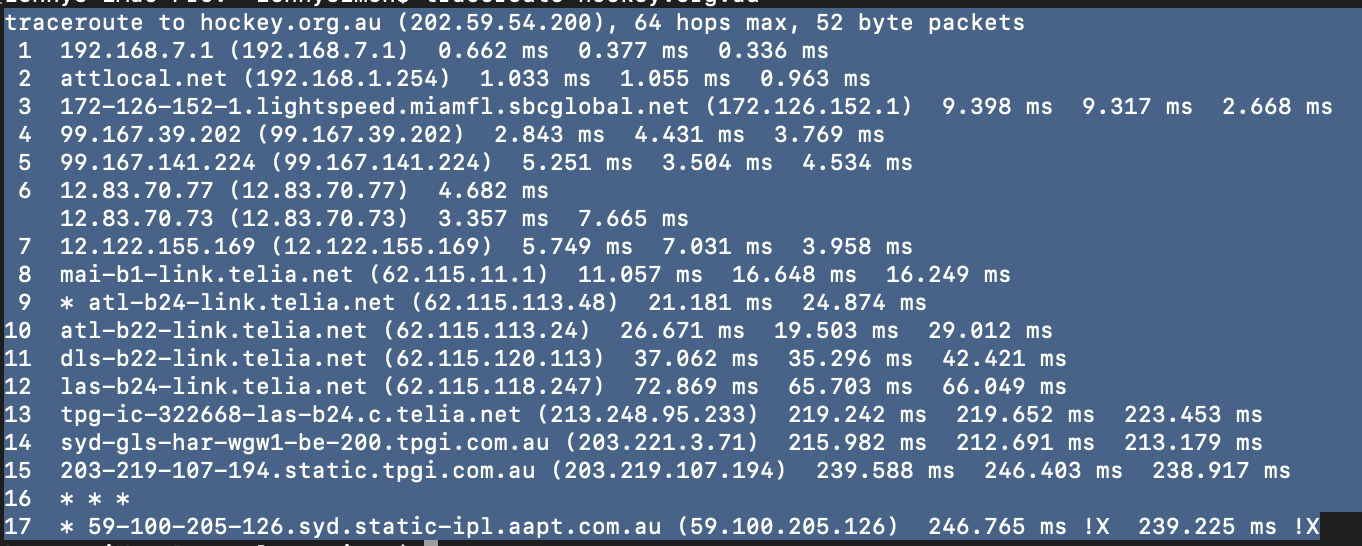 traceroute to hockey.org.au (202.59.54.200), 64 hops max, 52 byte packets
1 192.168.7.1 (192.168.7.1) 0.662 ms 0.377 ms 0.336 ms
2 attlocal.net (192.168.1.254) 1.033 ms 1.055 ms 0.963 ms
3 172-126-152-1.lightspeed.miamfl.sbcglobal.net (172.126.152.1) 9.398 ms 9.317 ms 2.668 ms
4 99.167.39.202 (99.167.39.202) 2.843 ms 4.431 ms 3.769 ms
5 99.167.141.224 (99.167.141.224) 5.251 ms 3.504 ms 4.534 ms
6 12.83.70.77 (12.83.70.77) 4.682 ms
12.83.70.73 (12.83.70.73) 3.357 ms 7.665 ms
7 12.122.155.169 (12.122.155.169) 5.749 ms 7.031 ms 3.958 ms
8 mai-b1-link.telia.net (62.115.11.1) 11.057 ms 16.648 ms 16.249 ms
9 * atl-b24-link.telia.net (62.115.113.48) 21.181 ms 24.874 ms
10 atl-b22-link.telia.net (62.115.113.24) 26.671 ms 19.503 ms 29.012 ms
11 dls-b22-link.telia.net (62.115.120.113) 37.062 ms 35.296 ms 42.421 ms
12 las-b24-link.telia.net (62.115.118.247) 72.869 ms 65.703 ms 66.049 ms
13 tpg-ic-322668-las-b24.c.telia.net (213.248.95.233) 219.242 ms 219.652 ms 223.453 ms
14 syd-gls-har-wgw1-be-200.tpgi.com.au (203.221.3.71) 215.982 ms 212.691 ms 213.179 ms
15 203-219-107-194.static.tpgi.com.au (203.219.107.194) 239.588 ms 246.403 ms 238.917 ms
16 * * *
17 * 59-100-205-126.syd.static-ipl.aapt.com.au (59.100.205.126) 246.765 ms !X 239.225 ms !X